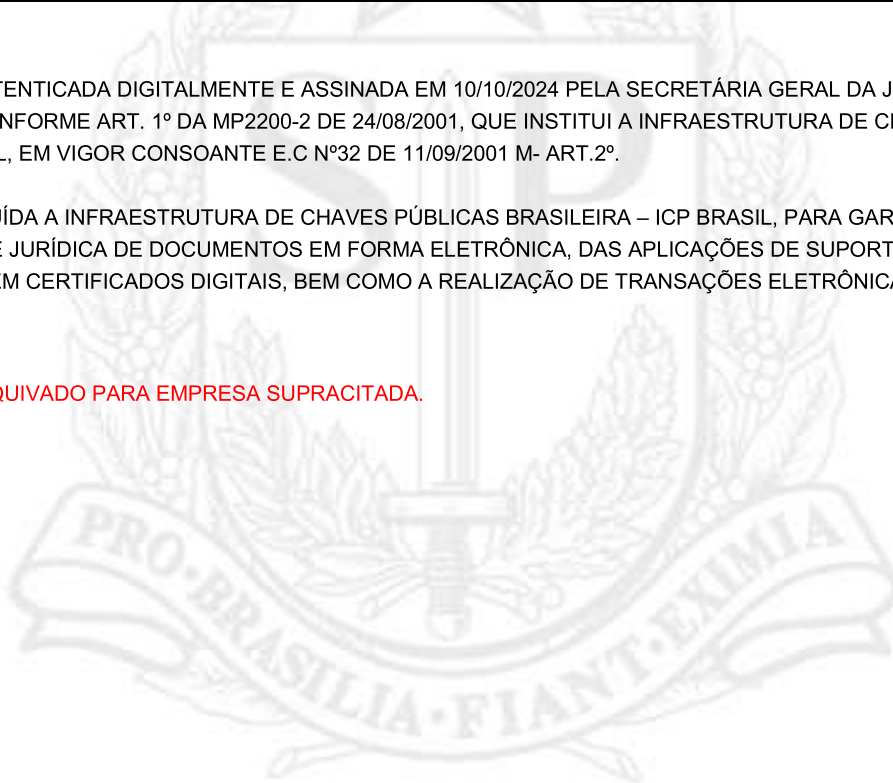 TENTICADA DIGITALMENTE E ASSINADA EM 10/10/2024 PELA SECRETÁRIA GERAL DA J
NFORME ART. 1º DA MP2200-2 DE 24/08/2001, QUE INSTITUI A INFRAESTRUTURA DE C
L, EM VIGOR CONSOANTE E.C Nº32 DE 11/09/2001 M- ART.2º.
UÍDA A INFRAESTRUTURA DE CHAVES PÚBLICAS BRASILEIRA – ICP BRASIL, PARA GAR
E JURÍDICA DE DOCUMENTOS EM FORMA ELETRÔNICA, DAS APLICAÇÕES DE SUPORT
EM CERTIFICADOS DIGITAIS, BEM COMO A REALIZAÇÃO DE TRANSAÇÕES ELETRÔNICA
QUIVADO PARA EMPRESA SUPRACITADA.
SP
PRO·BRASILIA·FIANT·EXIMIA